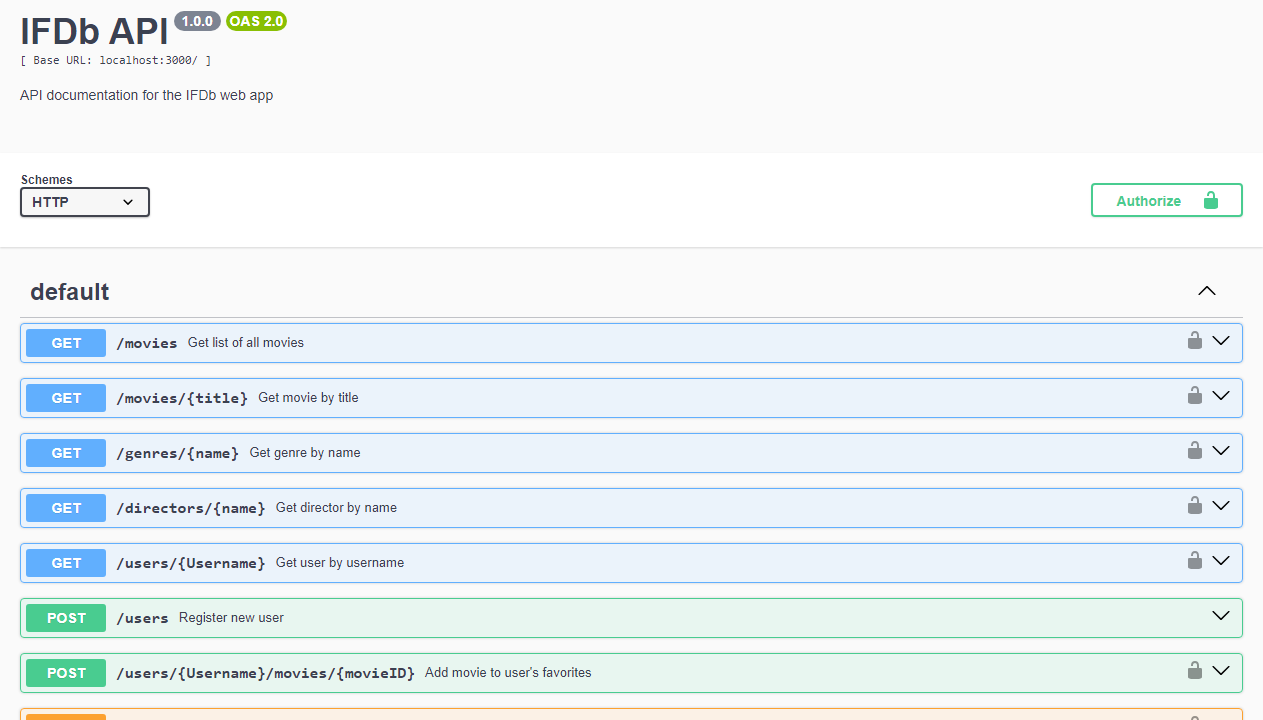 IFDb API 1.0.0 OAS 2.0
[ Base URL: localhost:3000/ ]
API documentation for the IFDb web app
Schemes
HTTP
Authorize
default
GET /movies Get list of all movies
GET /movies/{title} Get movie by title
GET /genres/{name} Get genre by name
GET /directors/{name} Get director by name
GET /users/{Username} Get user by username
POST /users Register new user
POST /users/{Username}/movies/{movieID} Add movie to user's favorites